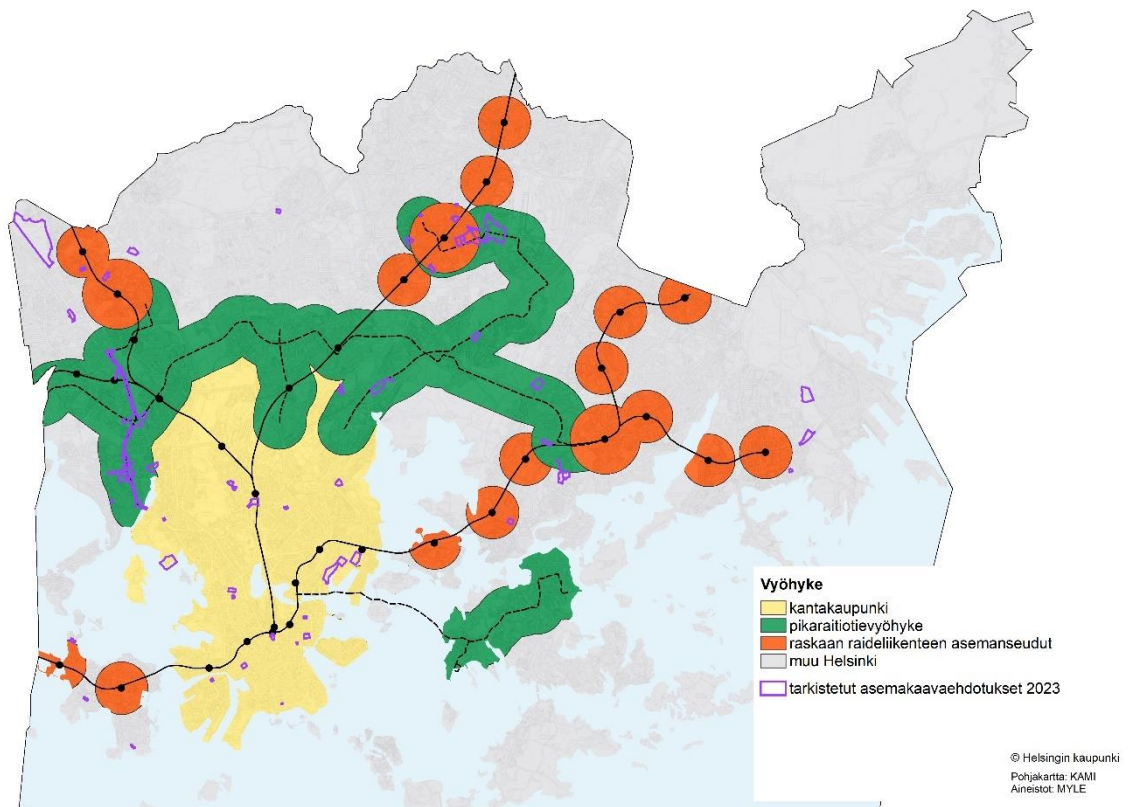 Vyöhyke
kantakaupunki
pikaraitiotievyöhyke
raskaan raideliikenteen asemanseudut
muu Helsinki
tarkistetut asemakaavaehdotukset 2023
© Helsingin kaupunki
Pohjakartta: KAMI
Aineistot: MYLE